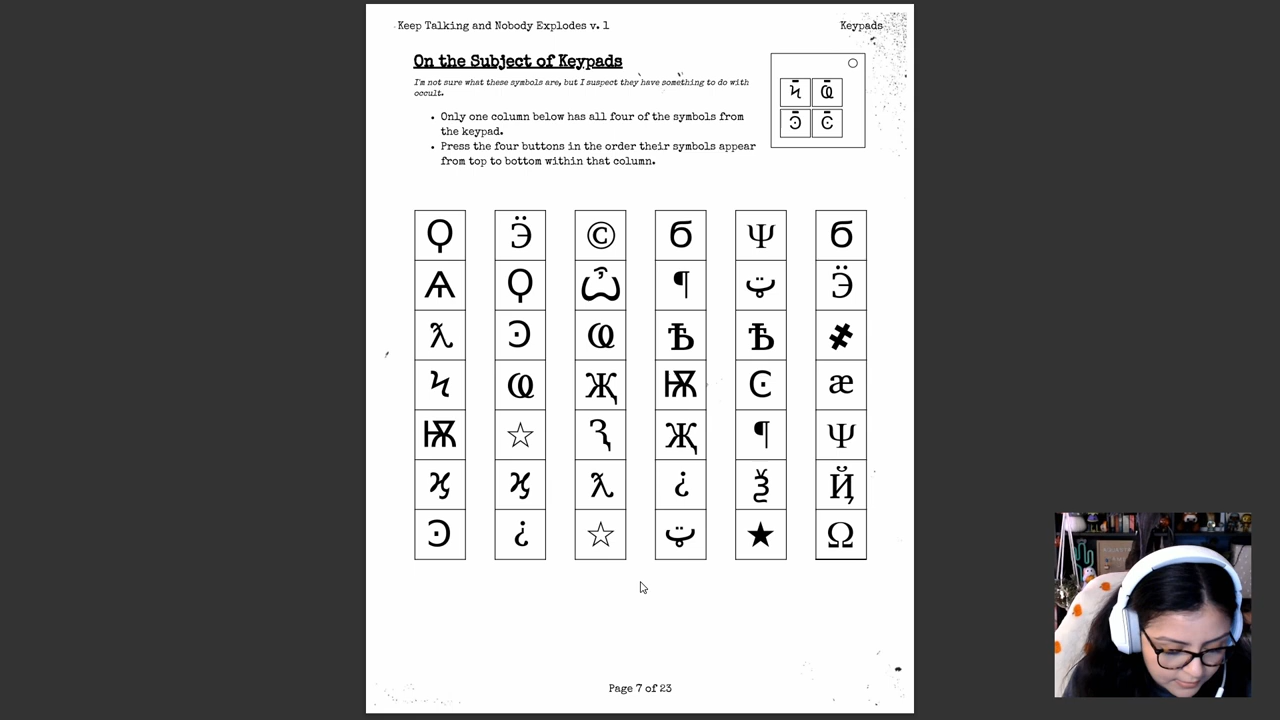 Keep Talking and Nobody Explodes v. 1
Keypads
On the Subject of Keypads
I'm not sure what these symbols are, but I suspect they have something to do with
occult.
• Only one column below has all four of the symbols from
the keypad.
• Press the four buttons in the order their symbols appear
from top to bottom within that column.
Ϟ Ҩ
Ͽ Ͼ
Ϙ Ӭ © б Ψ б
Ѧ Ϙ Ѽ ¶ ټ Ӭ
ƛ Ͽ Ҩ Ѣ Ѣ ҂
Ϟ Ҩ Җ Ѭ Ͼ æ
Ѭ ☆ Ԇ Җ ¶ Ψ
ϗ ϗ ƛ ¿ Ѯ Ҋ
Ͽ ¿ ☆ ټ ★ Ω
Page 7 of 23